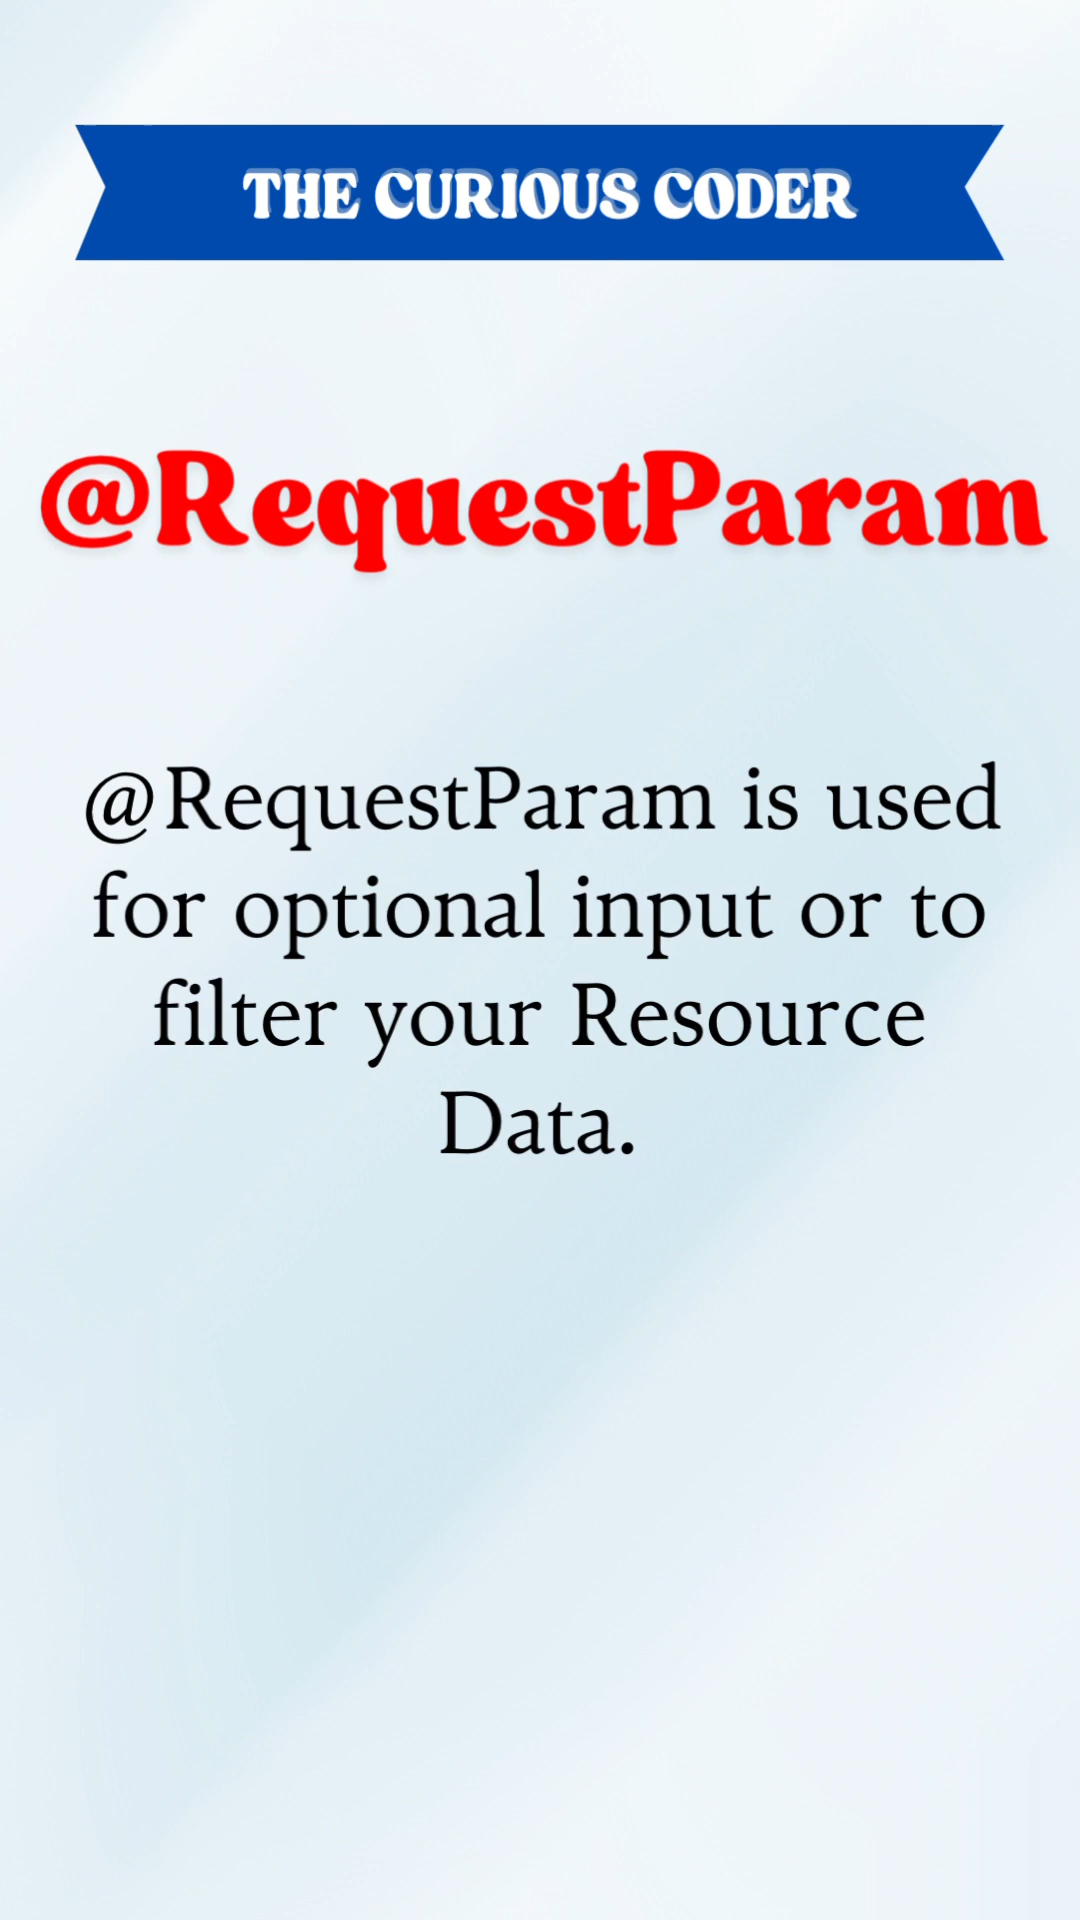 THE CURIOUS CODER
@RequestParam
@RequestParam is used
for optional input or to
filter your Resource
Data.